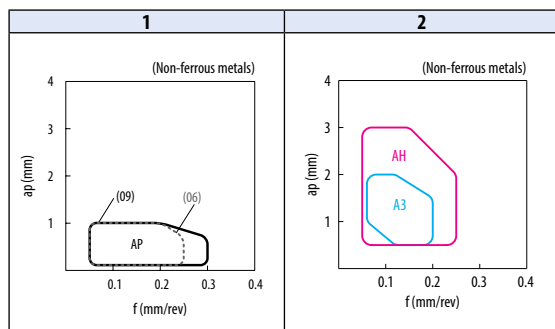 1
2
(Non-ferrous metals)
4
3
2
1
ap (mm)
(09)
(06)
AP
0.1
0.2
0.3
0.4
f (mm/rev)
(Non-ferrous metals)
4
3
2
1
ap (mm)
AH
A3
0.1
0.2
0.3
0.4
f (mm/rev)